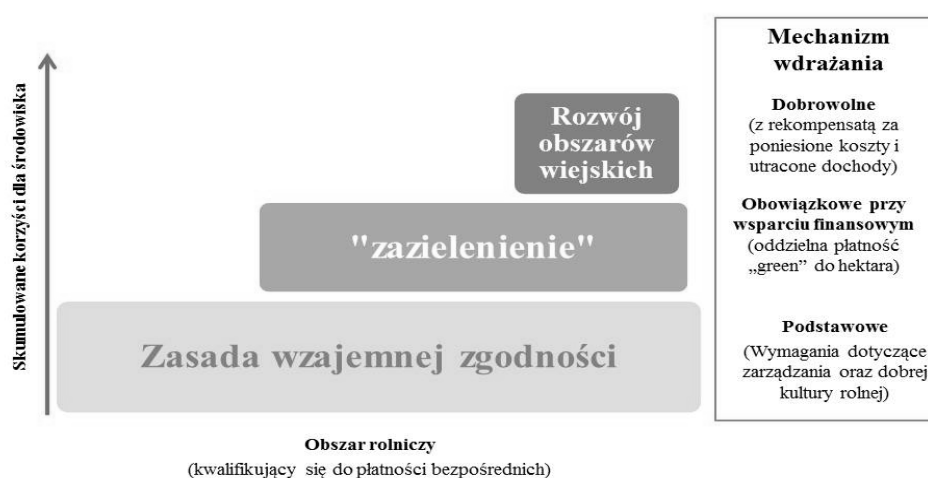 Skumulowane korzyści dla środowiska
Rozwój
obszarów
wiejskich
"zazielenienie"
Zasada wzajemnej zgodności
Obszar rolniczy
(kwalifikujący się do płatności bezpośrednich)
Mechanizm
wdrażania
Dobrowolne
(z rekompensatą za
poniesione koszty i
utracone dochody)
Obowiązkowe przy
wsparciu finansowym
(oddzielna płatność
„green” do hektara)
Podstawowe
(Wymagania dotyczące
zarządzania oraz dobrej
kultury rolnej)